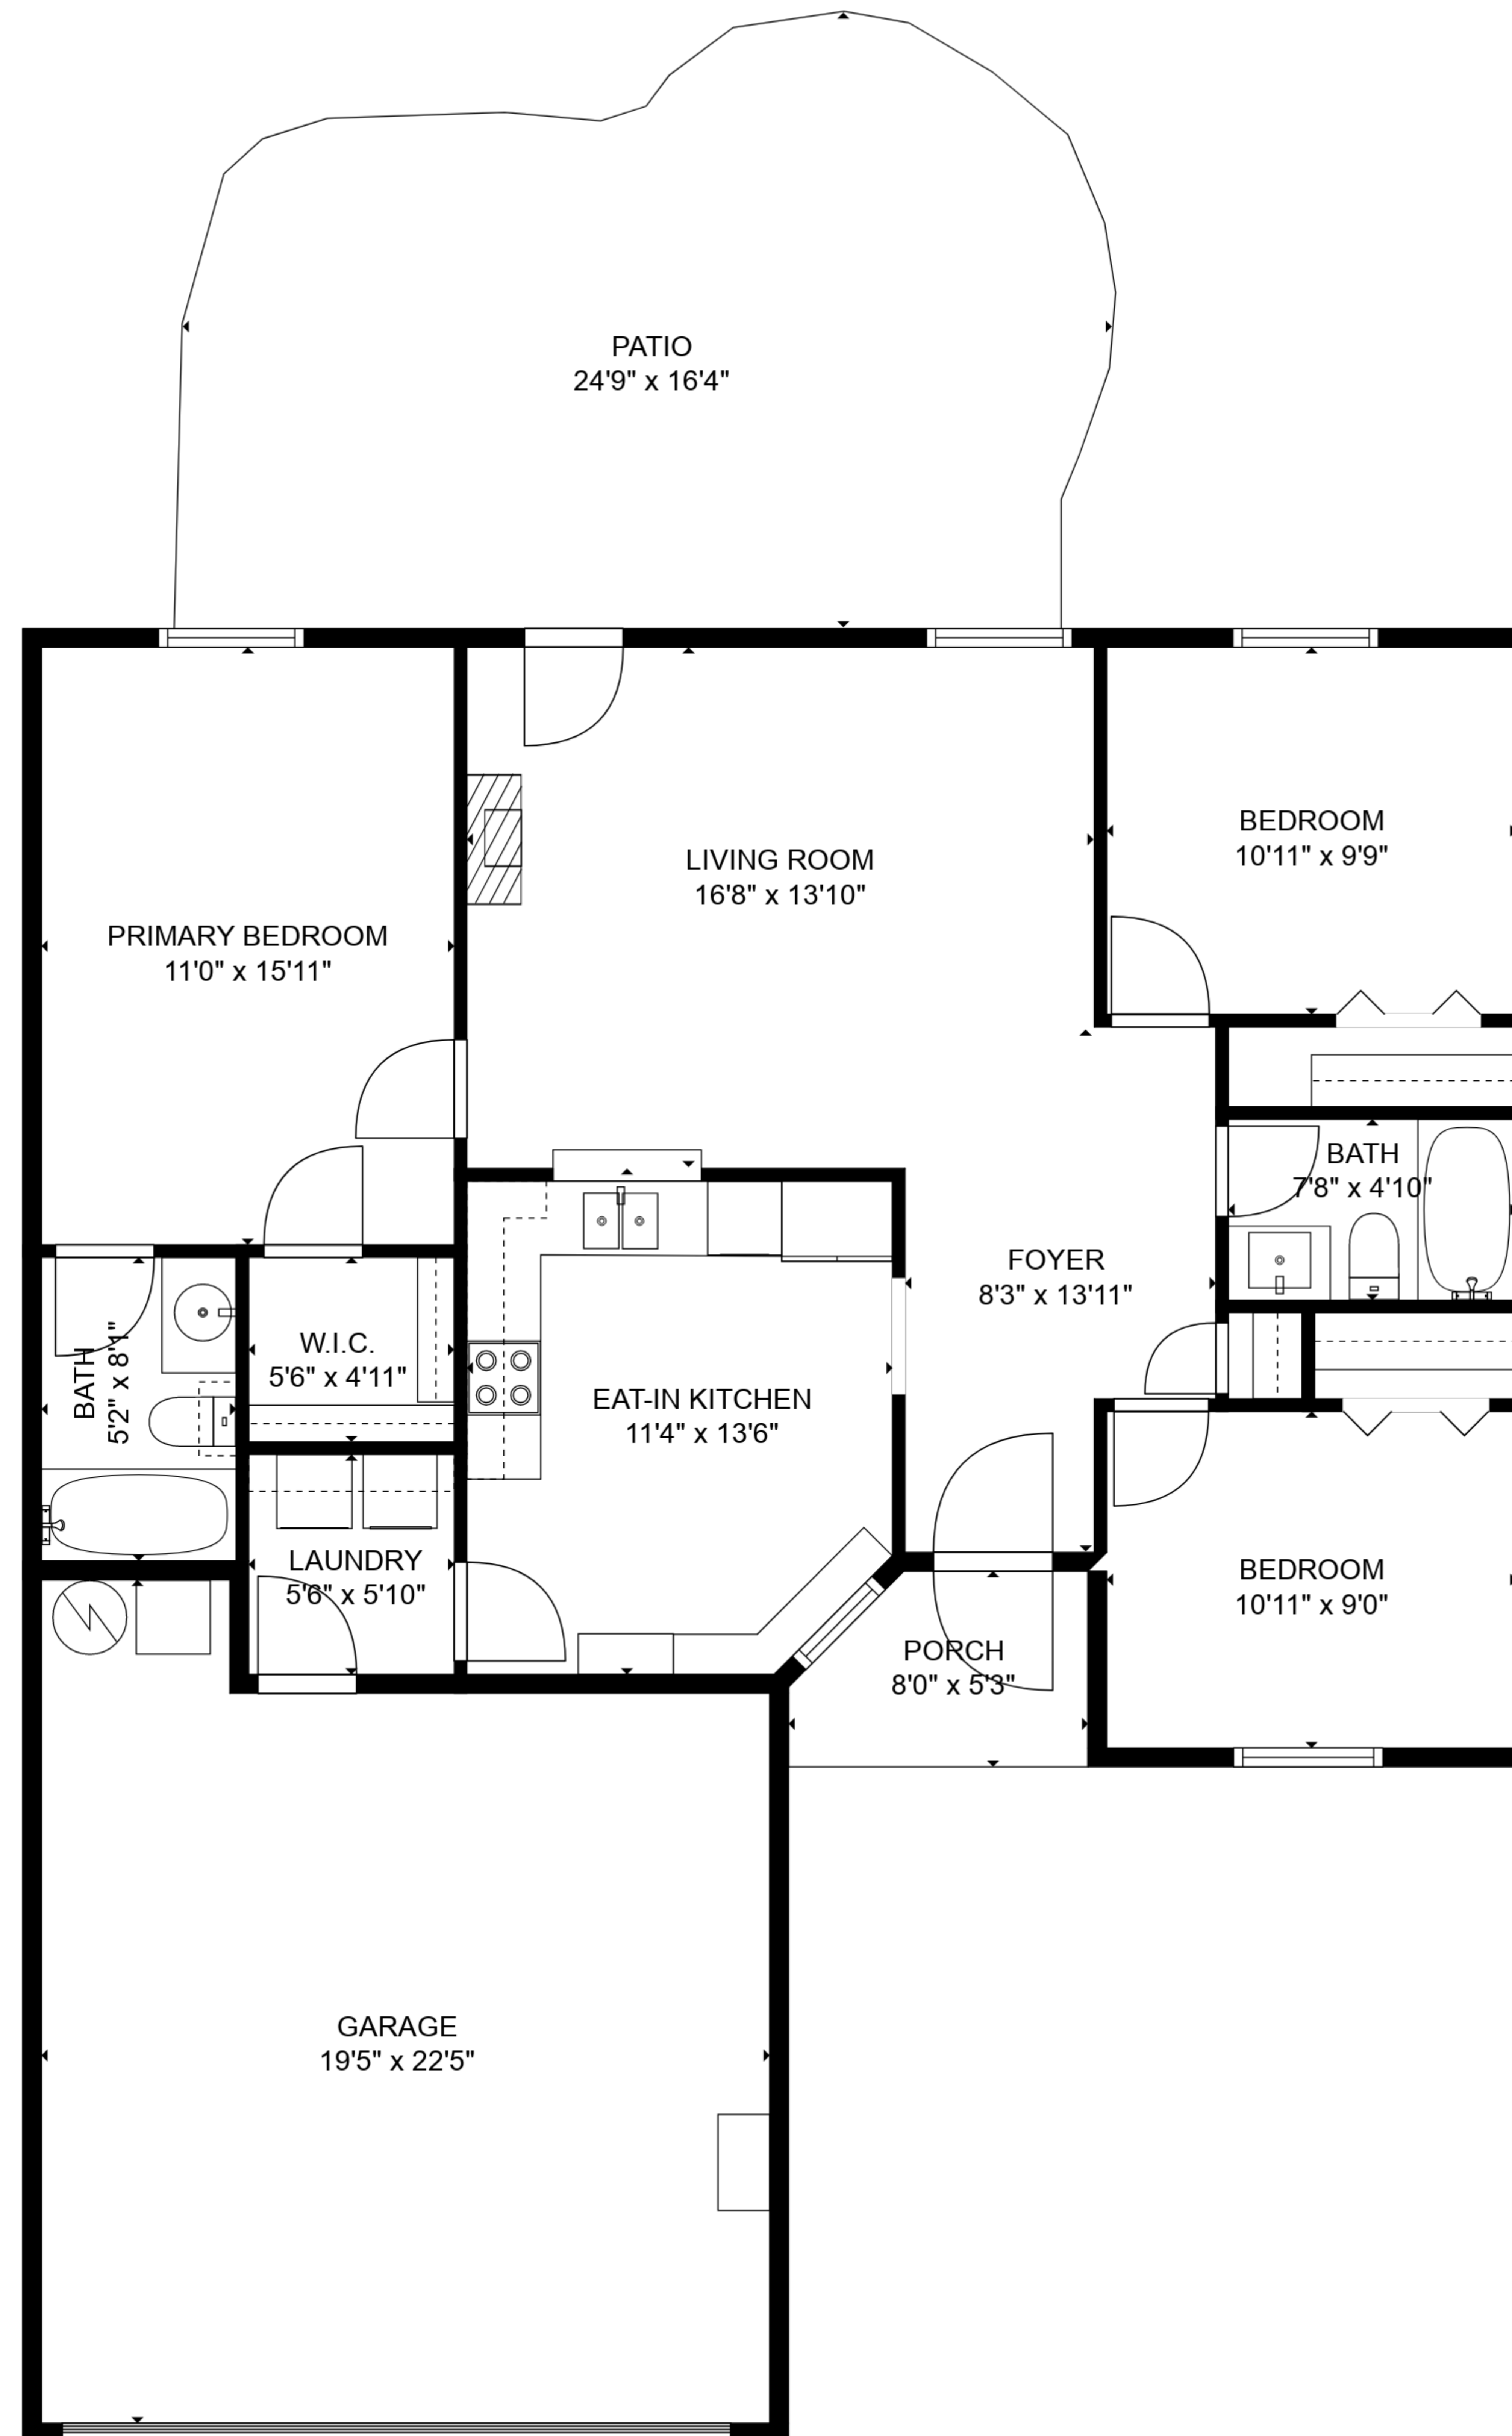 PATIO
24'9" x 16'4"
BEDROOM
10'11" x 9'9"
LIVING ROOM
16'8" x 13'10"
PRIMARY BEDROOM
11'0" x 15'11"
BATH
7'8" x 4'10"
FOYER
8'3" x 13'11"
W.I.C.
5'6" x 4'11"
BATH
5'2" x 8'1"
EAT-IN KITCHEN
11'4" x 13'6"
LAUNDRY
5'6" x 5'10"
BEDROOM
10'11" x 9'0"
PORCH
8'0" x 5'3"
GARAGE
19'5" x 22'5"